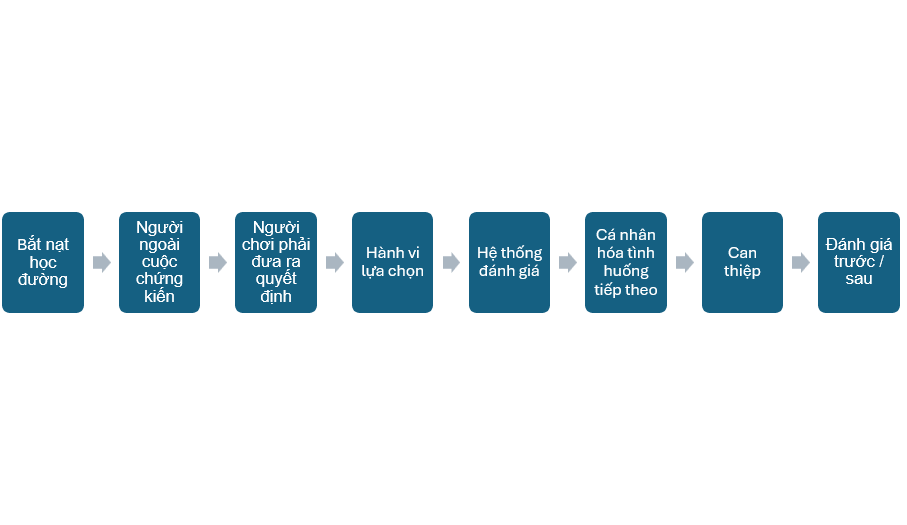 Bắt nạt
học
đường
Người
ngoài
cuộc
chứng
kiến
Người
chơi phải
đưa ra
quyết
định
Hành vi
lựa chọn
Hệ thống
đánh giá
Cá nhân
hóa tình
huống
tiếp theo
Can
thiệp
Đánh giá
trước /
sau